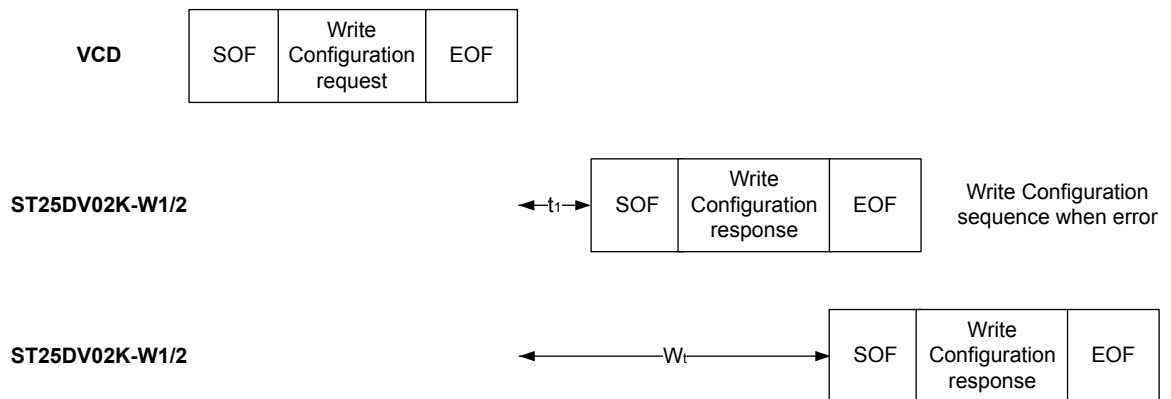 VCD
SOF
Write
Configuration
request
EOF
ST25DV02K-W1/2
t1
SOF
Write
Configuration
response
EOF
Write Configuration
sequence when error
ST25DV02K-W1/2
Wt
SOF
Write
Configuration
response
EOF